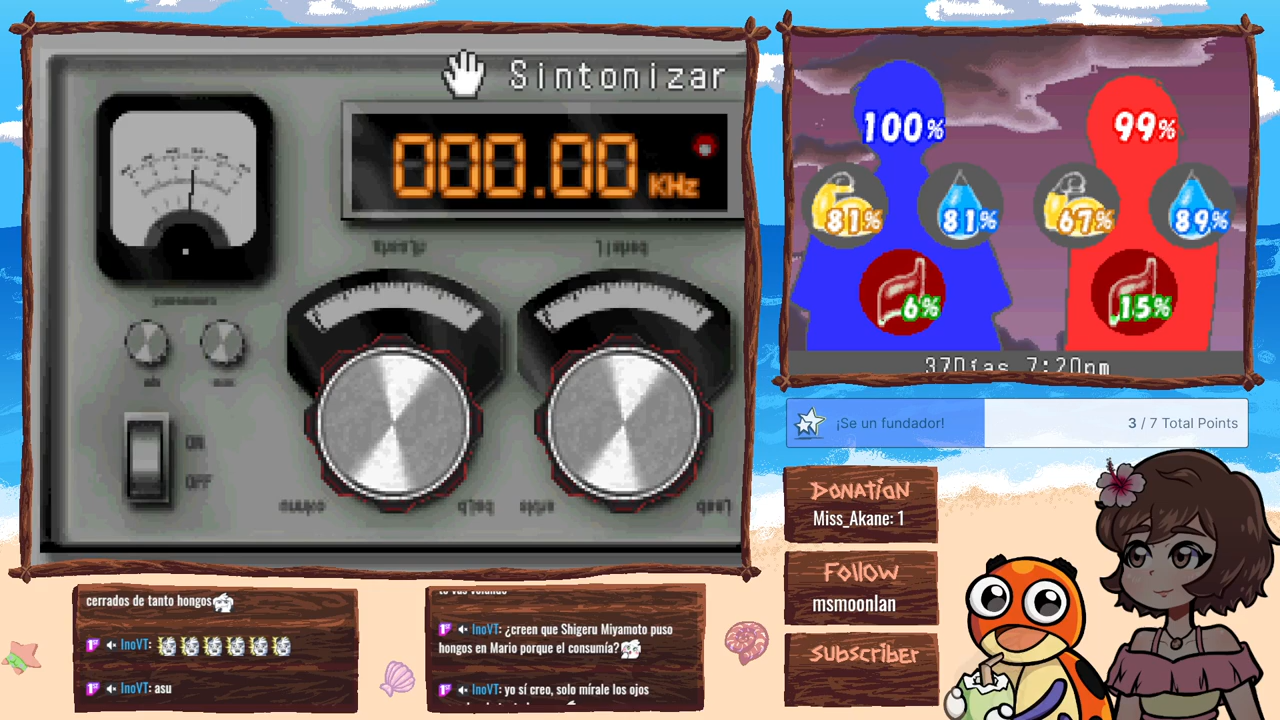 Sintonizar
000.00 KHz
ON
OFF
100%
99%
81%
81%
67%
89%
6%
15%
37Dias 7:20pm
¡Se un fundador!
3 / 7 Total Points
DONATION
Miss_Akane: 1
FOLLOW
msmoonlan
SUBSCRIBER
cerrados de tanto hongos
InoVT:
InoVT: asu
InoVT: ¿creen que Shigeru Miyamoto puso
hongos en Mario porque el consumía?
InoVT: yo sí creo, solo mírale los ojos